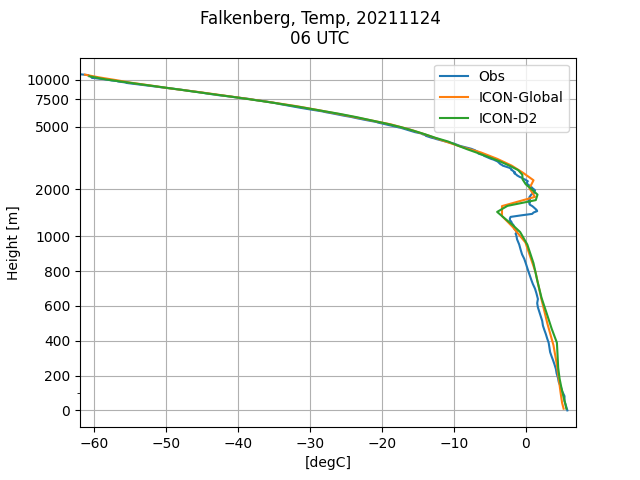 Falkenberg, Temp, 20211124
06 UTC
Obs
ICON-Global
ICON-D2
10000
7500
5000
2000
1000
800
600
400
200
0
Height [m]
−60 −50 −40 −30 −20 −10 0
[degC]